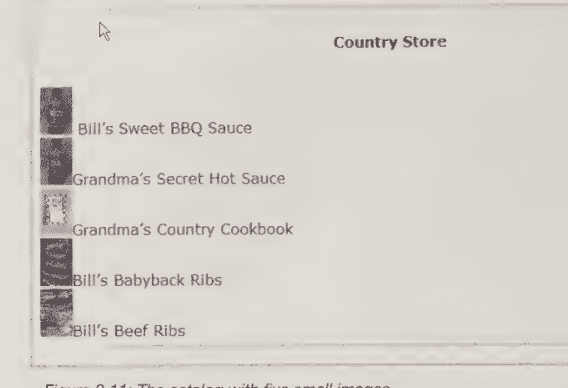 Country Store
Bill's Sweet BBQ Sauce
Grandma's Secret Hot Sauce
Grandma's Country Cookbook
Bill's Babyback Ribs
Bill's Beef Ribs
Figure 9-11: The catalog with five small images